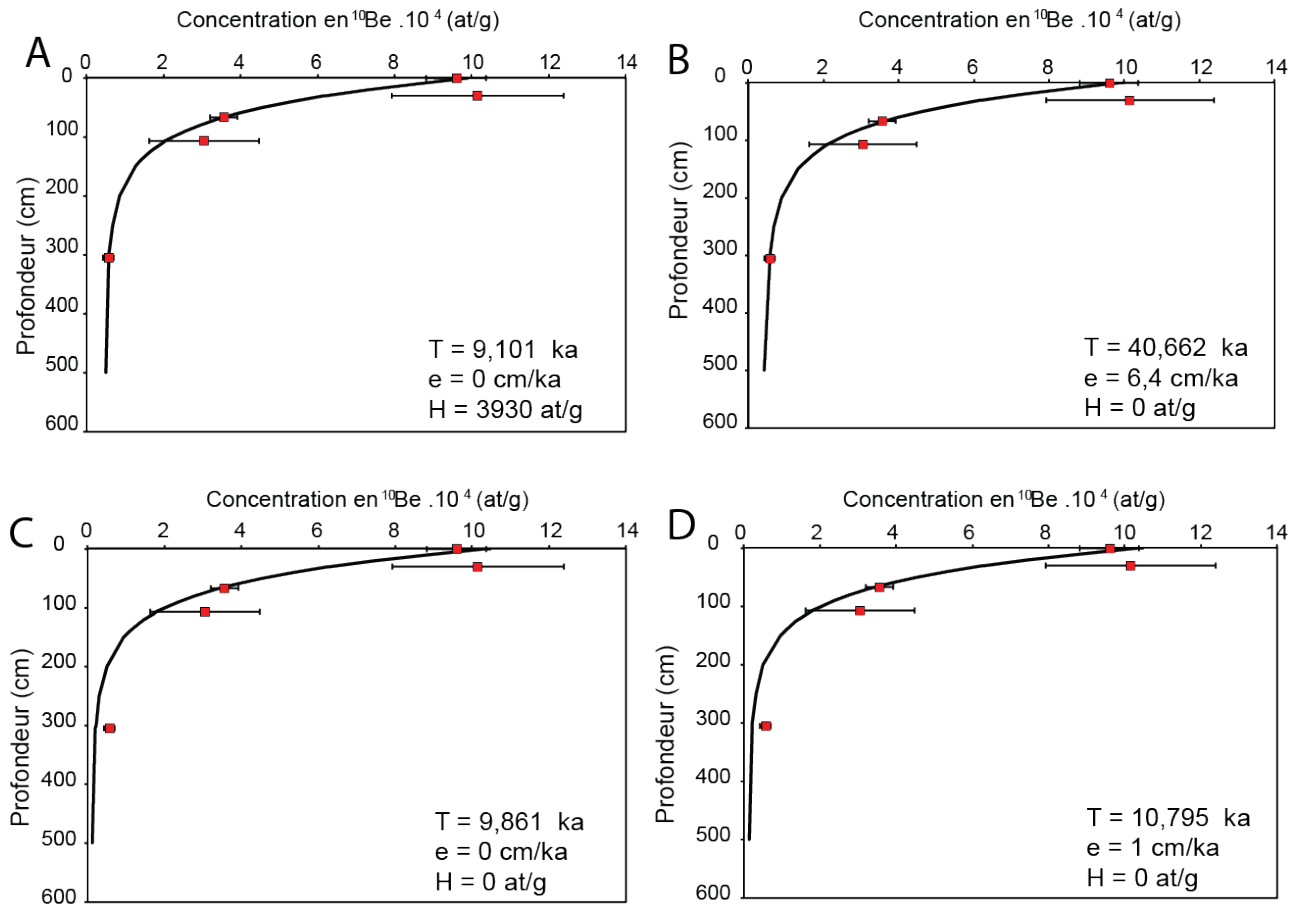 Concentration en ¹⁰Be .10 ⁴ (at/g)
A
0 2 4 6 8 10 12 14
0
100
200
300
400
500
600
Profondeur (cm)
T = 9,101 ka
e = 0 cm/ka
H = 3930 at/g
Concentration en ¹⁰Be .10 ⁴ (at/g)
B
0 2 4 6 8 10 12 14
0
100
200
300
400
500
600
Profondeur (cm)
T = 40,662 ka
e = 6,4 cm/ka
H = 0 at/g
Concentration en ¹⁰Be .10 ⁴ (at/g)
C
0 2 4 6 8 10 12 14
0
100
200
300
400
500
600
Profondeur (cm)
T = 9,861 ka
e = 0 cm/ka
H = 0 at/g
Concentration en ¹⁰Be .10 ⁴ (at/g)
D
0 2 4 6 8 10 12 14
0
100
200
300
400
500
600
Profondeur (cm)
T = 10,795 ka
e = 1 cm/ka
H = 0 at/g